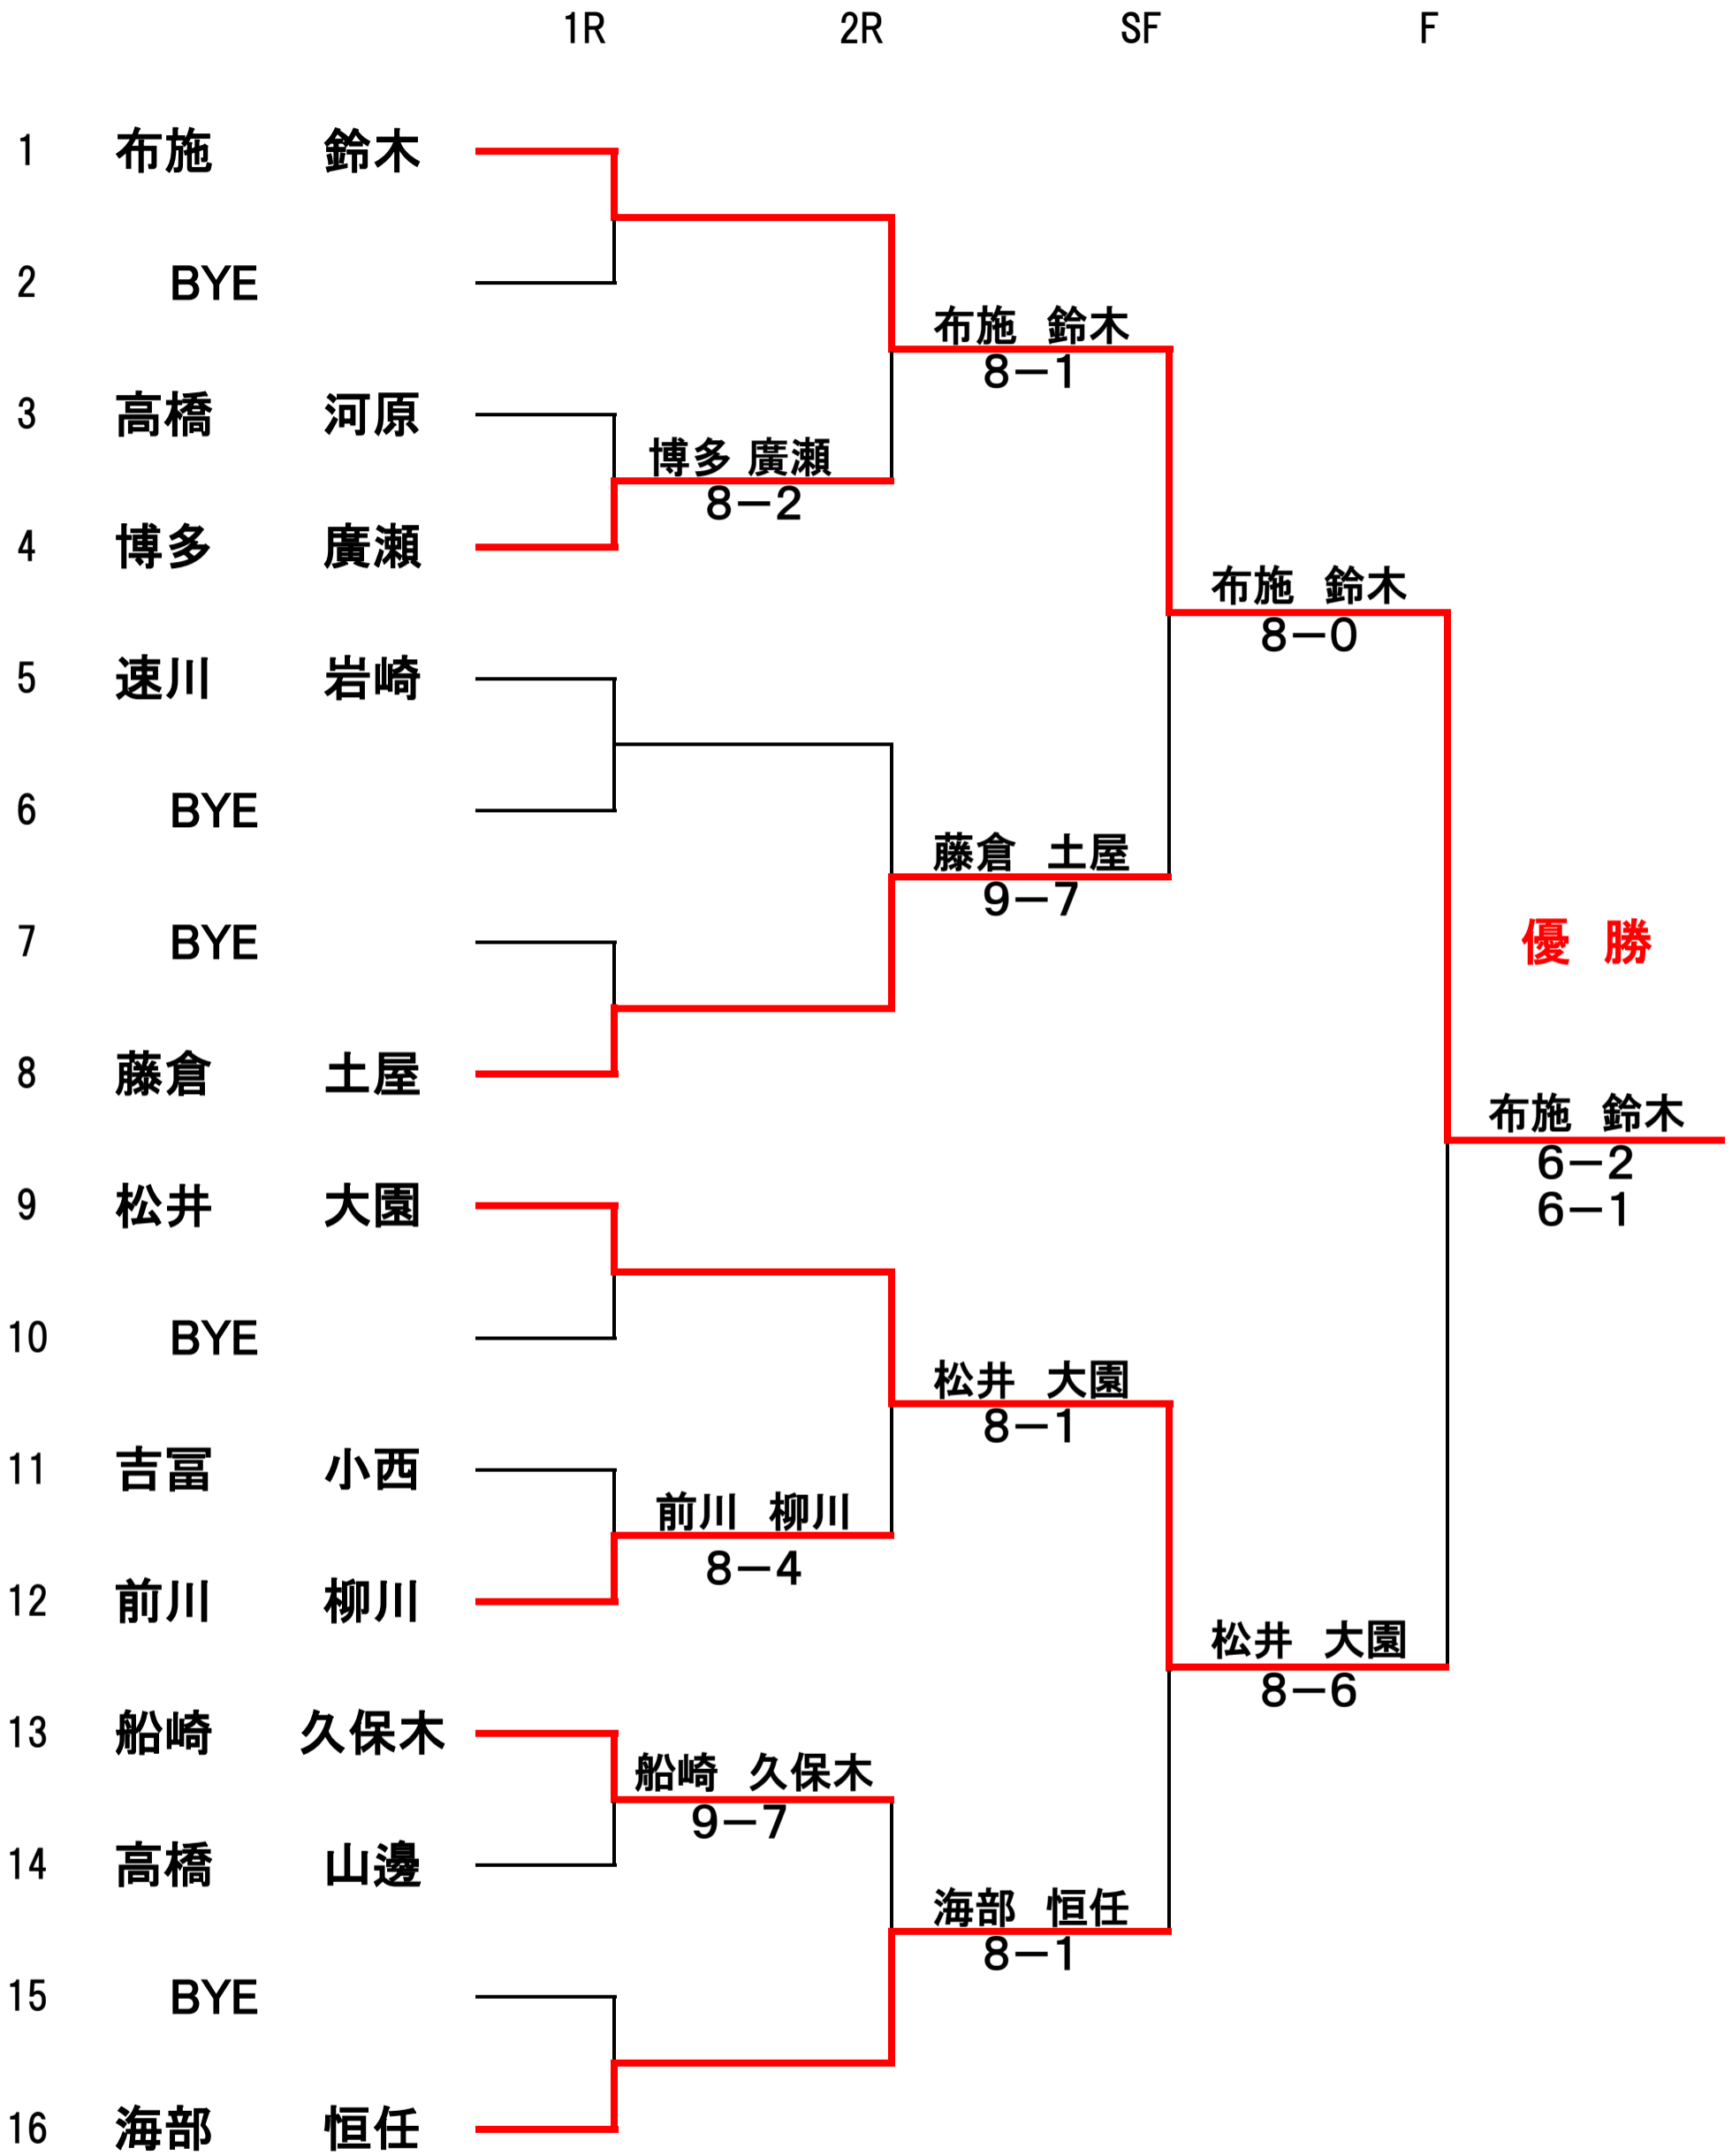 1R 2R SF F
1 布施 鈴木
2 BYE
布施 鈴木
8－1
3 高橋 河原
博多 廣瀬
8－2
4 博多 廣瀬
布施 鈴木
8－0
5 速川 岩崎
6 BYE
藤倉 土屋
9－7
7 BYE
優 勝
8 藤倉 土屋
布施 鈴木
6－2
6－1
9 松井 大園
10 BYE
松井 大園
8－1
11 吉冨 小西
前川 柳川
8－4
12 前川 柳川
松井 大園
8－6
13 船崎 久保木
船崎 久保木
9－7
14 高橋 山邊
海部 恒任
8－1
15 BYE
16 海部 恒任